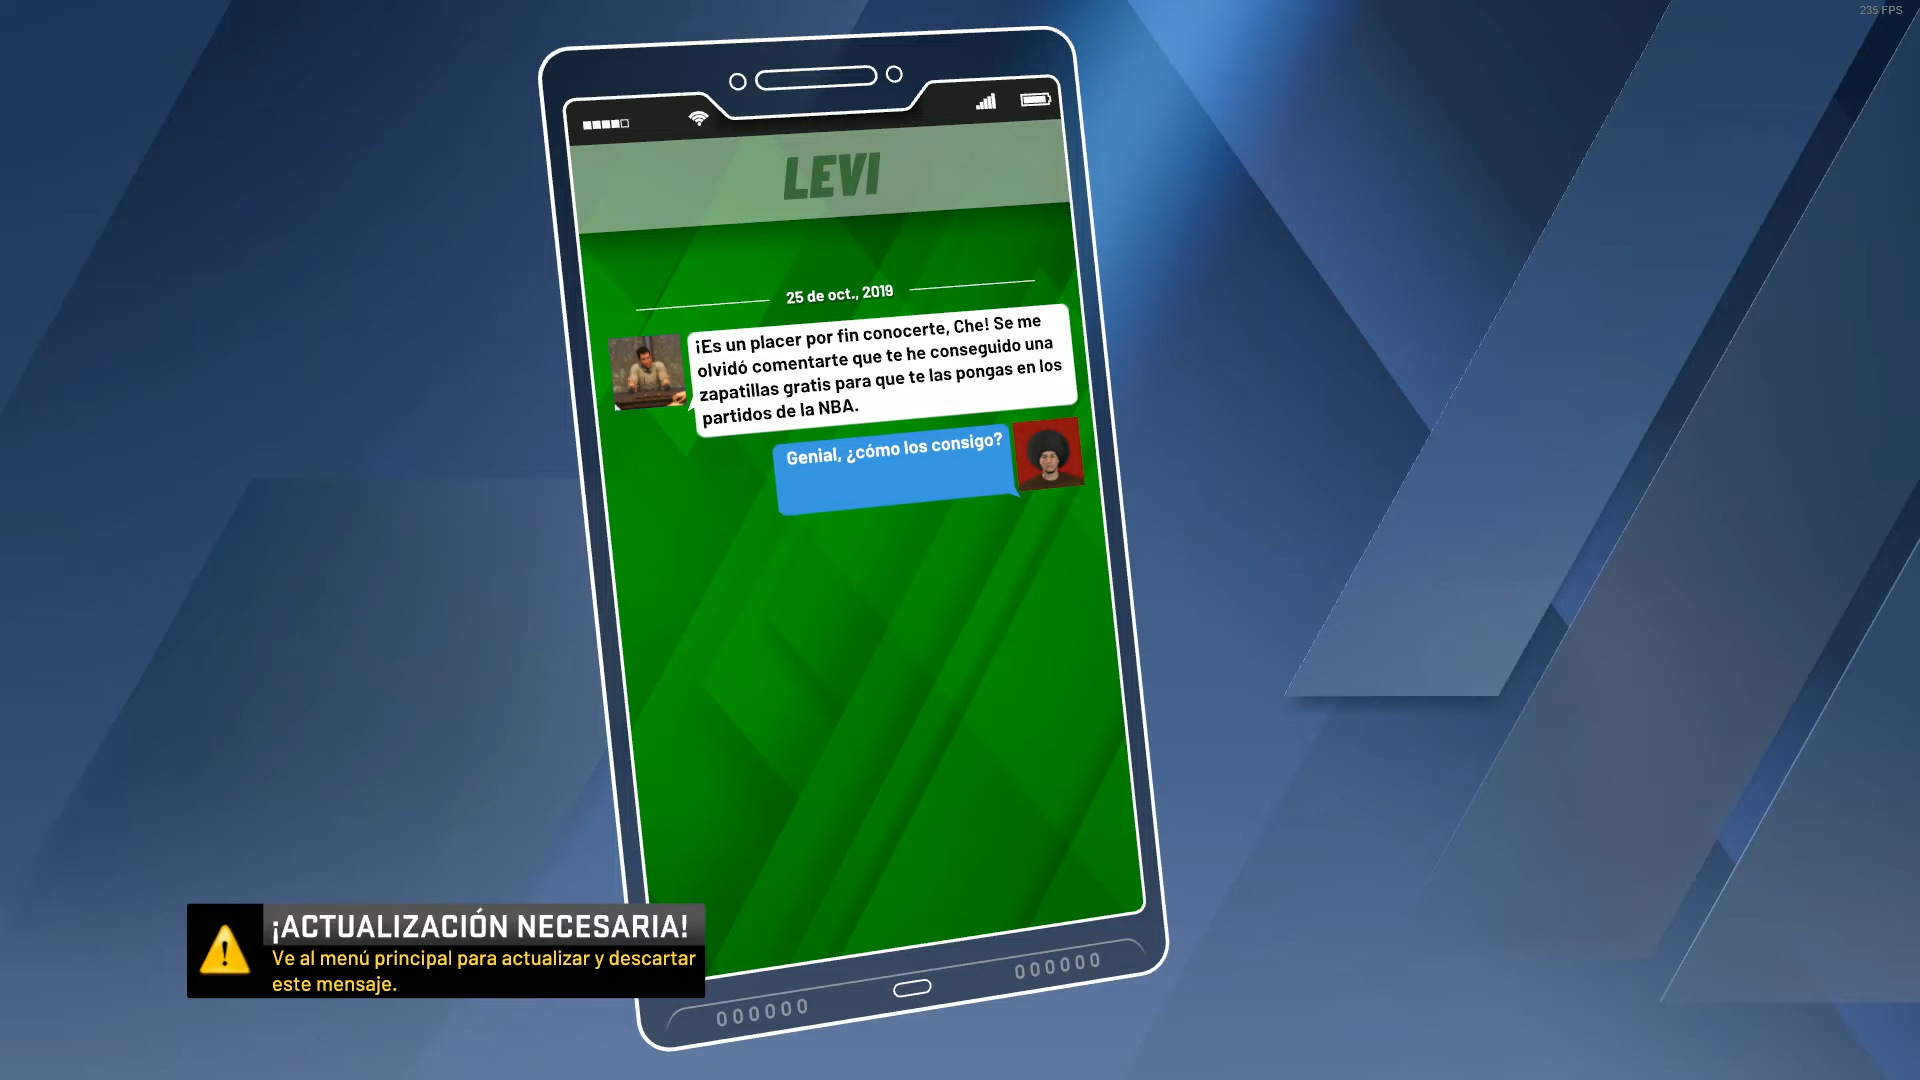 235 FPS
LEVI
25 de oct., 2019
¡Es un placer por fin conocerte, Che! Se me
olvidó comentarte que te he conseguido una
zapatillas gratis para que te las pongas en los
partidos de la NBA.
Genial, ¿cómo los consigo?
¡ACTUALIZACIÓN NECESARIA!
Ve al menú principal para actualizar y descartar
este mensaje.